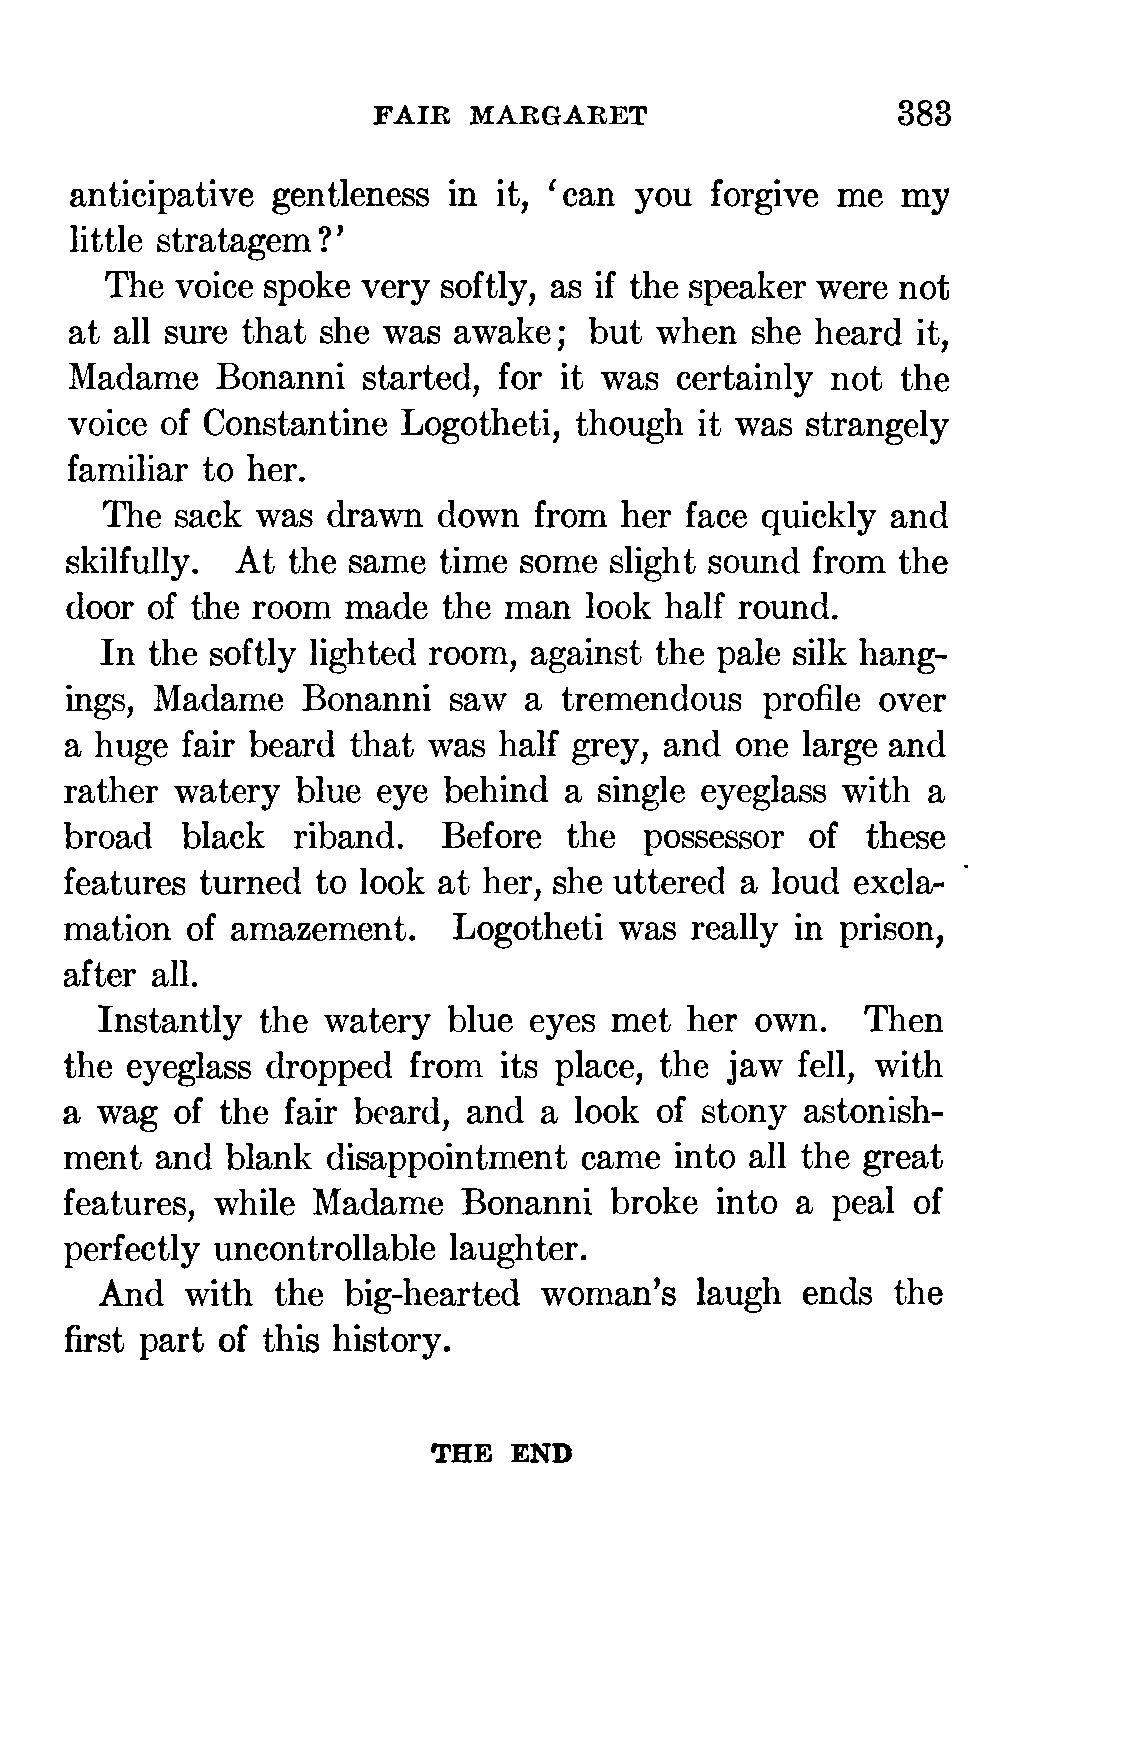 FAIR MARGARET 383
anticipative gentleness in it, 'can you forgive me my
little stratagem?'
The voice spoke very softly, as if the speaker were not
at all sure that she was awake; but when she heard it,
Madame Bonanni started, for it was certainly not the
voice of Constantine Logotheti, though it was strangely
familiar to her.
The sack was drawn down from her face quickly and
skilfully. At the same time some slight sound from the
door of the room made the man look half round.
In the softly lighted room, against the pale silk hang-
ings, Madame Bonanni saw a tremendous profile over
a huge fair beard that was half grey, and one large and
rather watery blue eye behind a single eyeglass with a
broad black riband. Before the possessor of these
features turned to look at her, she uttered a loud excla-
mation of amazement. Logotheti was really in prison,
after all.
Instantly the watery blue eyes met her own. Then
the eyeglass dropped from its place, the jaw fell, with
a wag of the fair beard, and a look of stony astonish-
ment and blank disappointment came into all the great
features, while Madame Bonanni broke into a peal of
perfectly uncontrollable laughter.
And with the big-hearted woman's laugh ends the
first part of this history.
THE END